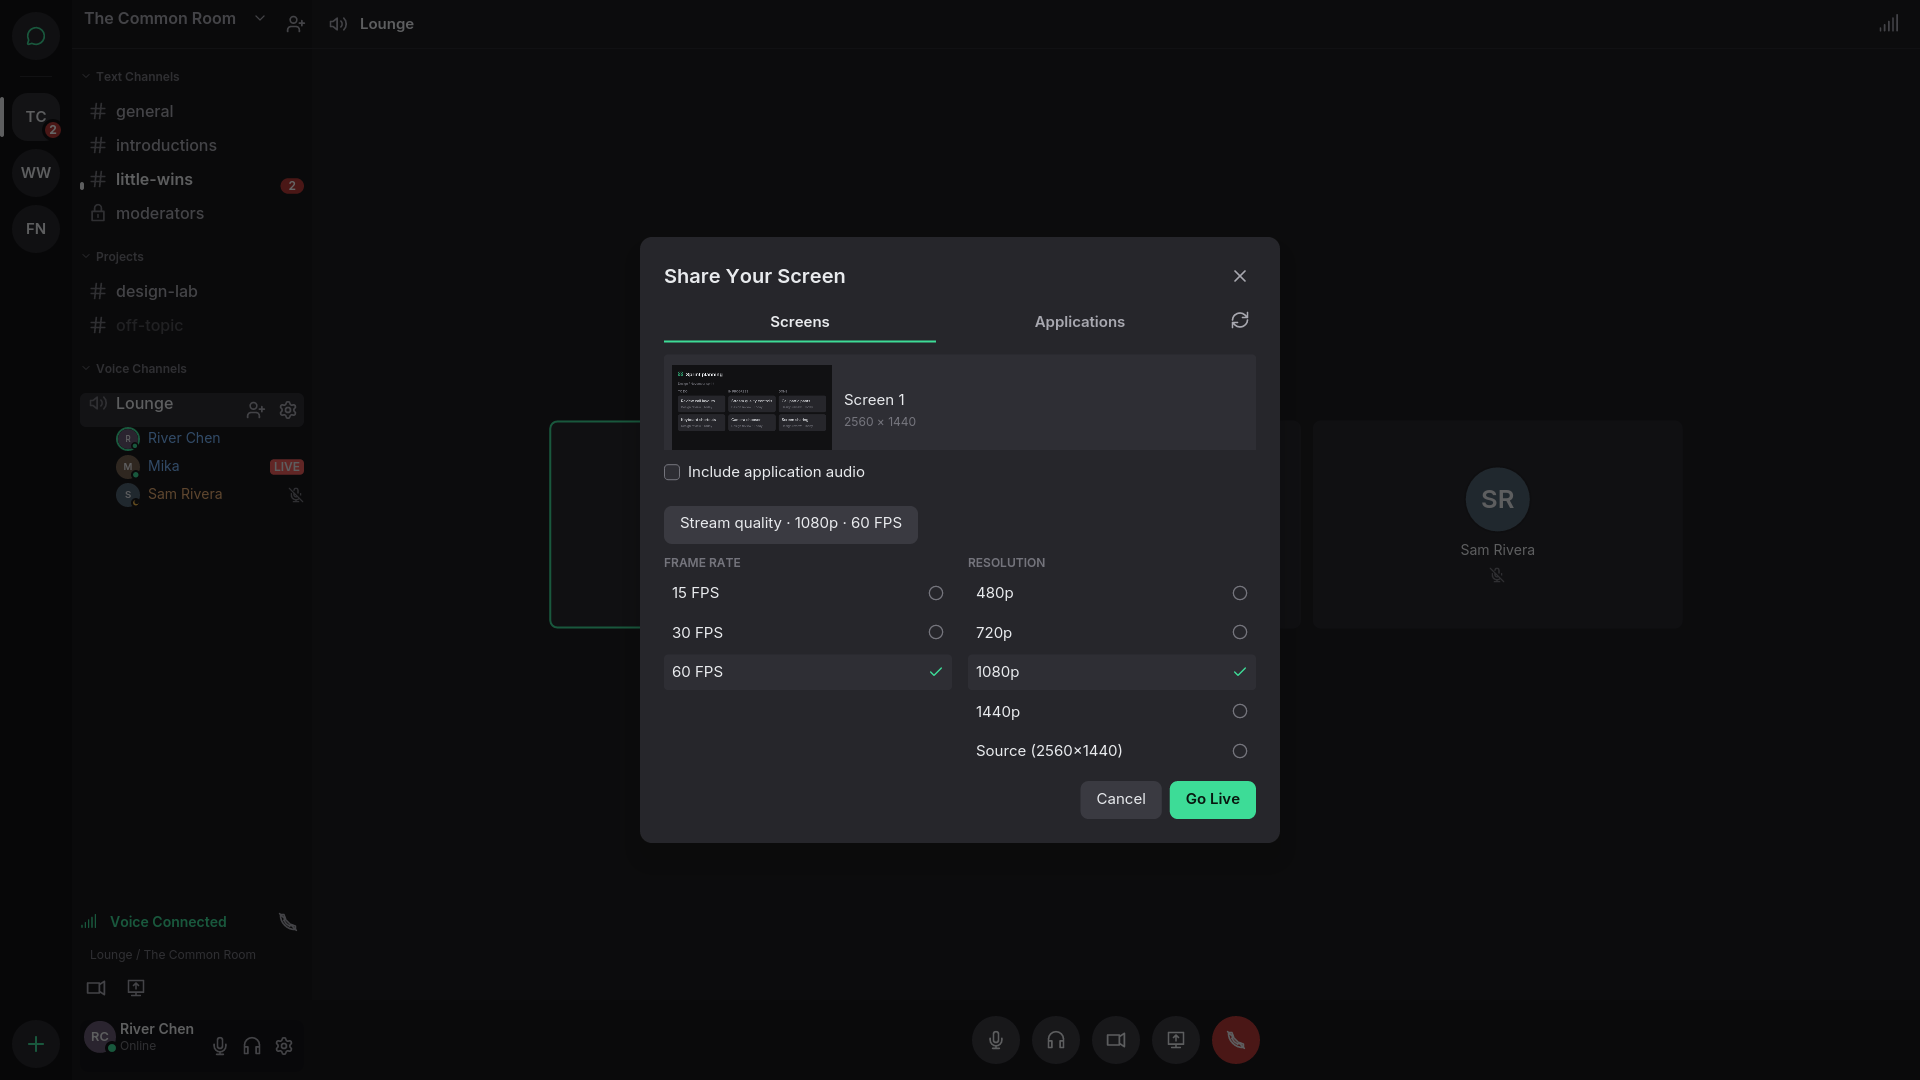 The Common Room
Lounge
TC
2
WW
FN
Text Channels
general
introductions
little-wins
2
moderators
Projects
design-lab
off-topic
Voice Channels
Lounge
R
River Chen
M
Mika
LIVE
S
Sam Rivera
Share Your Screen
Screens
Applications
Sprint planning
Screen 1
2560 × 1440
Include application audio
Stream quality · 1080p · 60 FPS
FRAME RATE
RESOLUTION
15 FPS
480p
30 FPS
720p
60 FPS
1080p
1440p
Source (2560×1440)
Cancel
Go Live
SR
Sam Rivera
Voice Connected
Lounge / The Common Room
RC
River Chen
Online